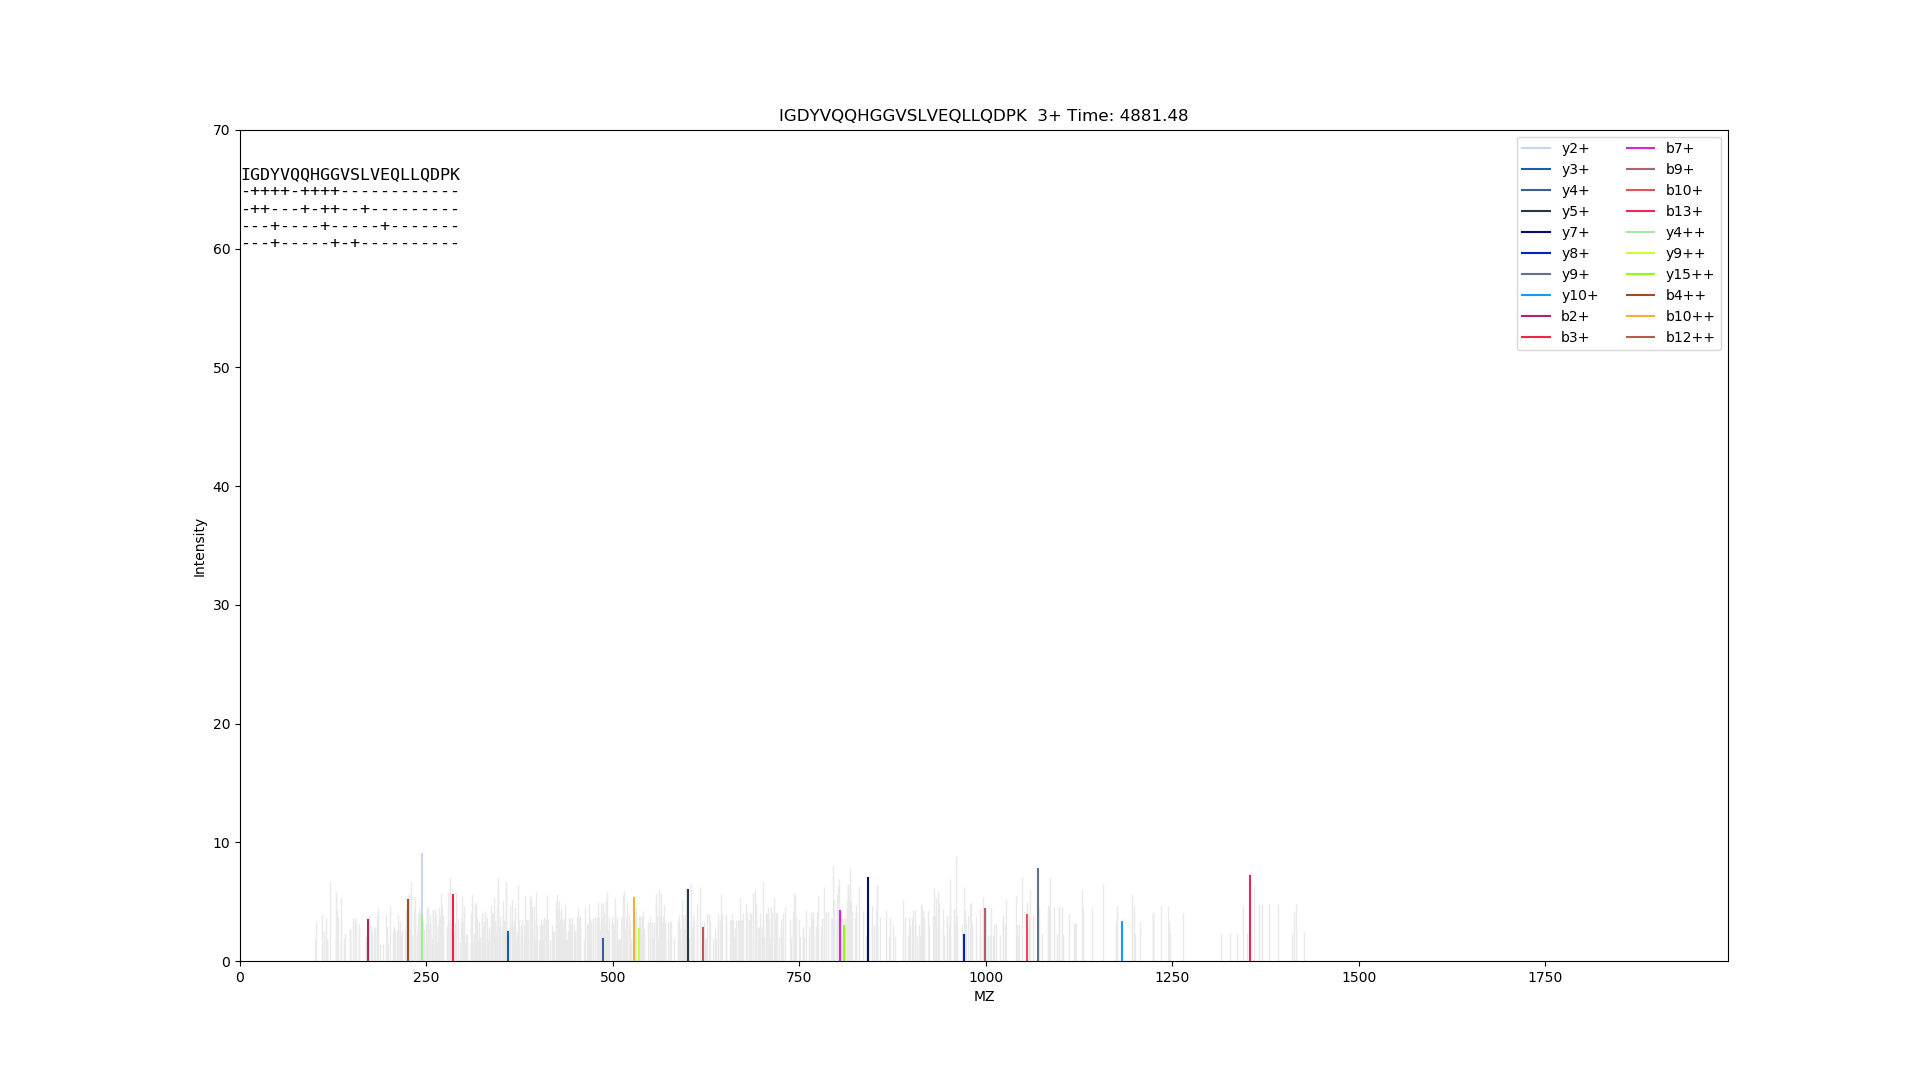 IGDYVQQHGGVSLVEQLLQDPK 3+ Time: 4881.48
70
60
50
40
30
20
10
0
Intensity
IGDYVQQHGGVSLVEQLLQDPK
-++++-++++------------
-++---+-++--+---------
---+----+-----+-------
---+-----+-+----------
y2+
y3+
y4+
y5+
y7+
y8+
y9+
y10+
b2+
b3+
b7+
b9+
b10+
b13+
y4++
y9++
y15++
b4++
b10++
b12++
0 250 500 750 1000 1250 1500 1750
MZ